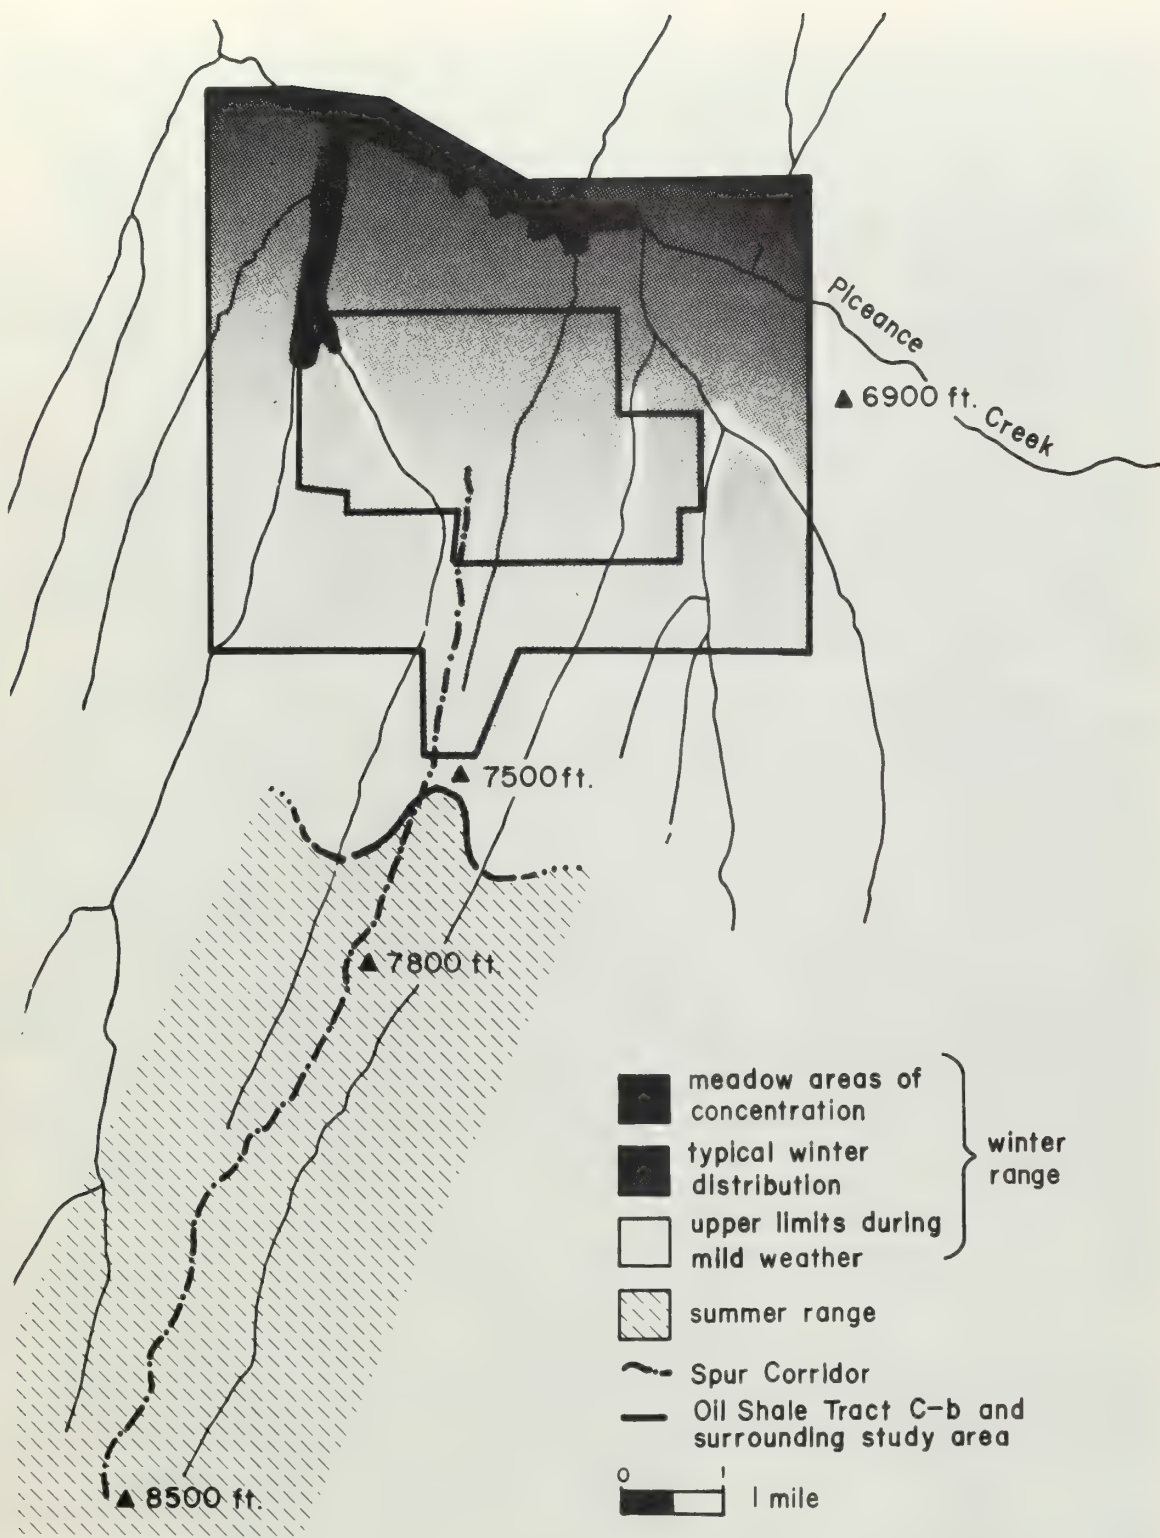 Piceance
6900 ft.
Creek
7500ft.
7800 ft.
meadow areas of
concentration
typical winter
distribution
winter
range
upper limits during
mild weather
summer range
Spur Corridor
Oil Shale Tract C-b and
surrounding study area
0 1
1 mile
8500 ft.